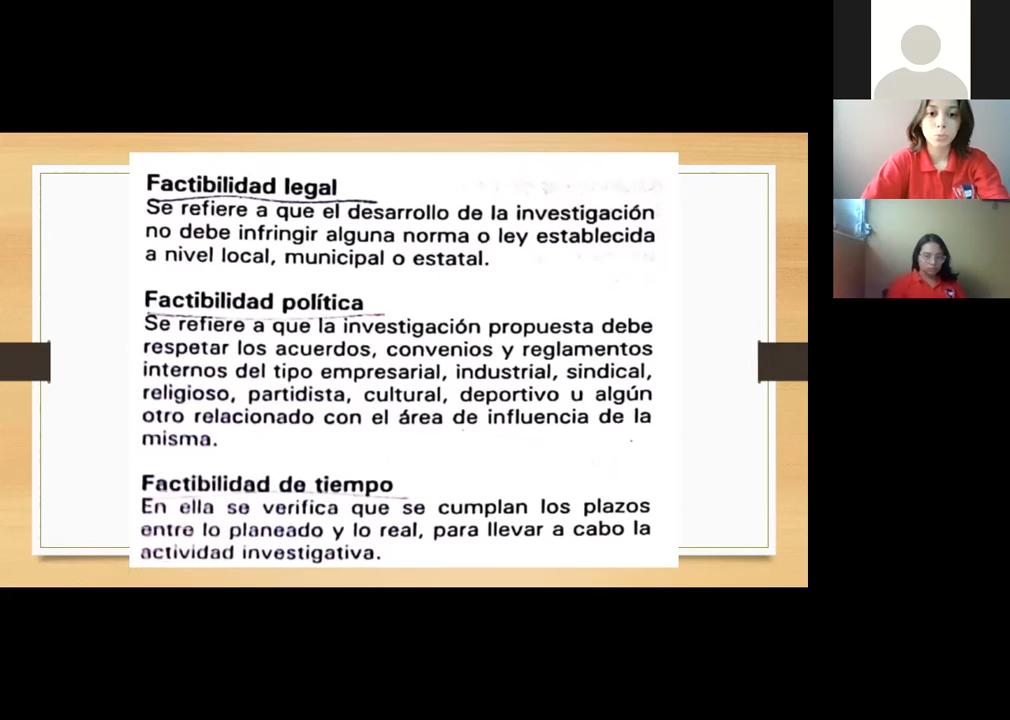 Factibilidad legal
Se refiere a que el desarrollo de la investigación
no debe infringir alguna norma o ley establecida
a nivel local, municipal o estatal.
Factibilidad política
Se refiere a que la investigación propuesta debe
respetar los acuerdos, convenios y reglamentos
internos del tipo empresarial, industrial, sindical,
religioso, partidista, cultural, deportivo u algún
otro relacionado con el área de influencia de la
misma.
Factibilidad de tiempo
En ella se verifica que se cumplan los plazos
entre lo planeado y lo real, para llevar a cabo la
actividad investigativa.